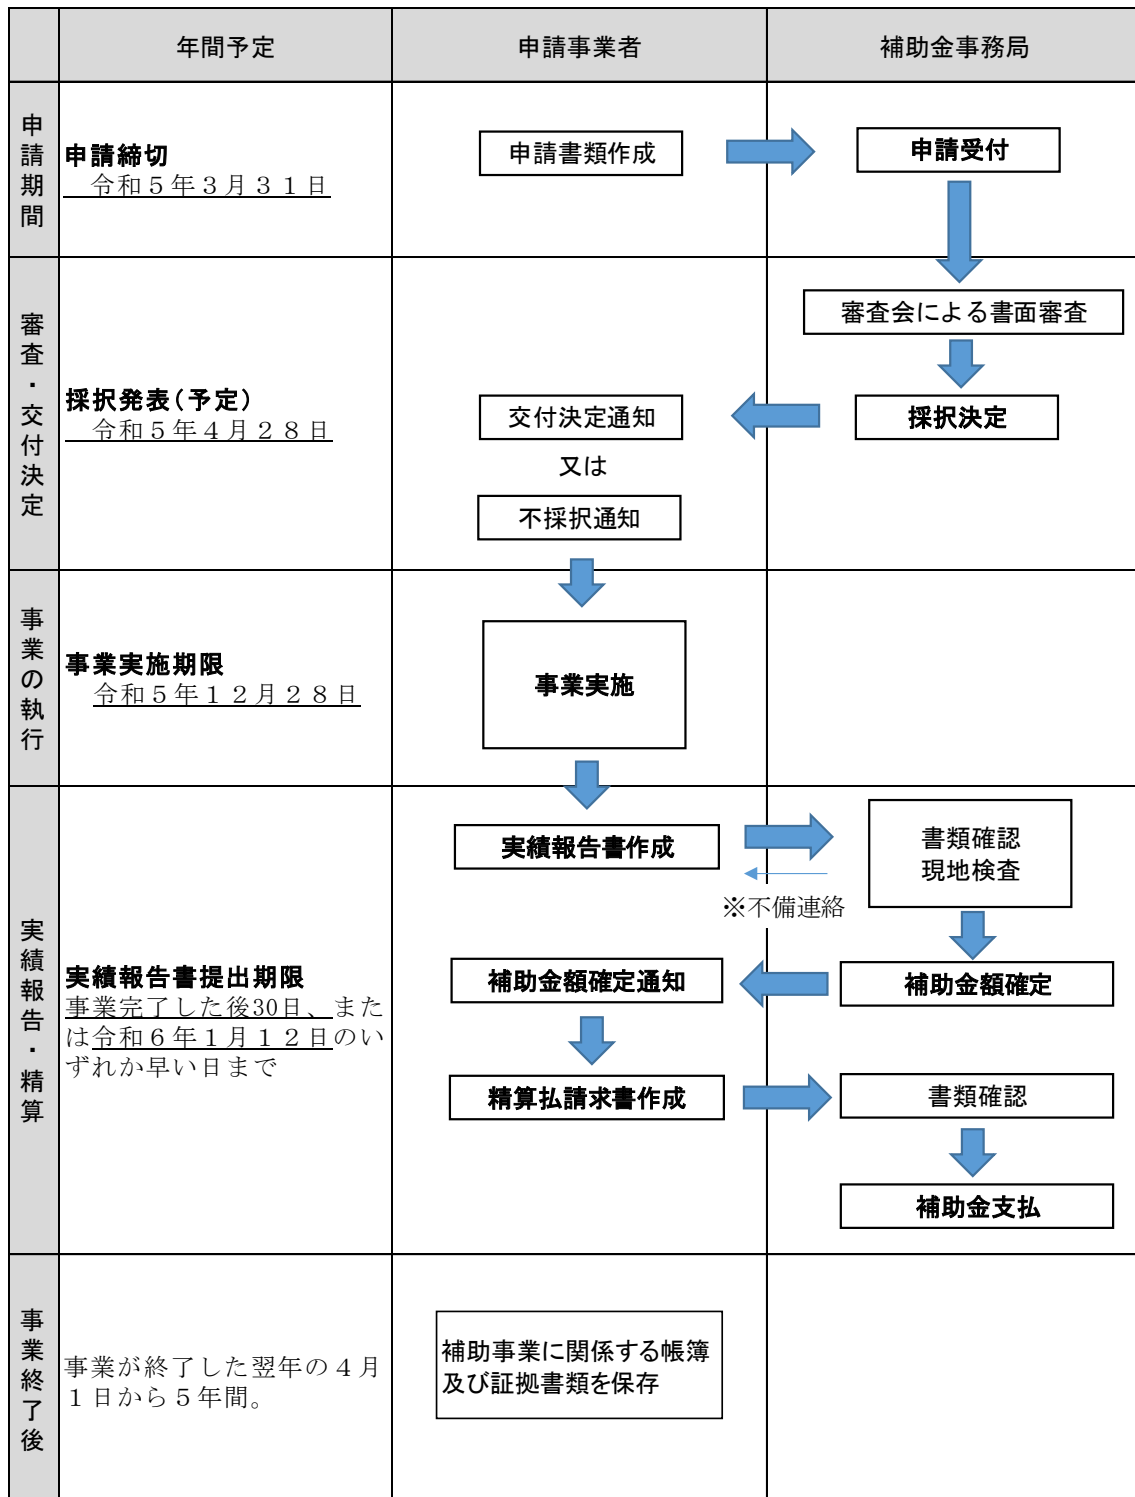 年間予定
申請事業者
補助金事務局
申請期間
申請締切
令和５年３月３１日
申請書類作成
申請受付
審査・交付決定
審査会による書面審査
採択発表（予定）
令和５年４月２８日
交付決定通知
採択決定
又は
不採択通知
事業の執行
事業実施期限
令和５年１２月２８日
事業実施
実績報告・精算
実績報告書作成
書類確認
現地検査
※不備連絡
実績報告書提出期限
事業完了した後30日、また
は令和６年１月１２日のい
ずれか早い日まで
補助金額確定通知
補助金額確定
精算払請求書作成
書類確認
補助金支払
事業終了後
事業が終了した翌年の４月
１日から５年間。
補助事業に関係する帳簿
及び証拠書類を保存